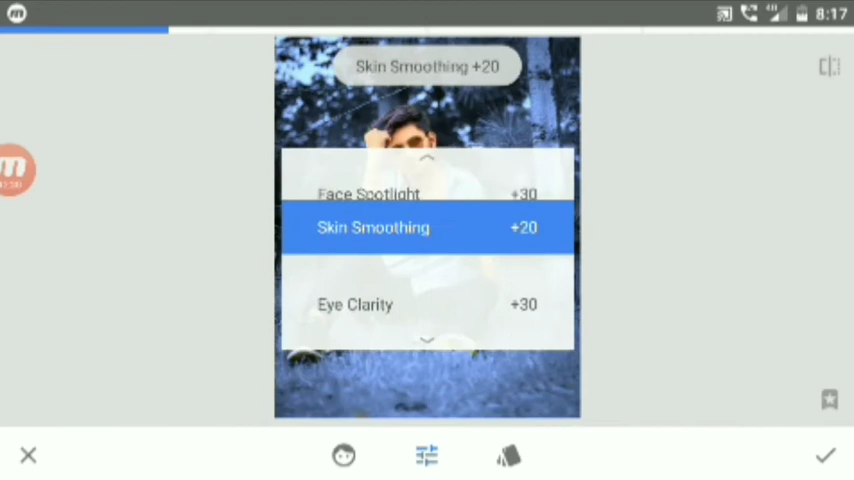 8:17
Skin Smoothing +20
Face Spotlight +30
Skin Smoothing +20
Eye Clarity +30